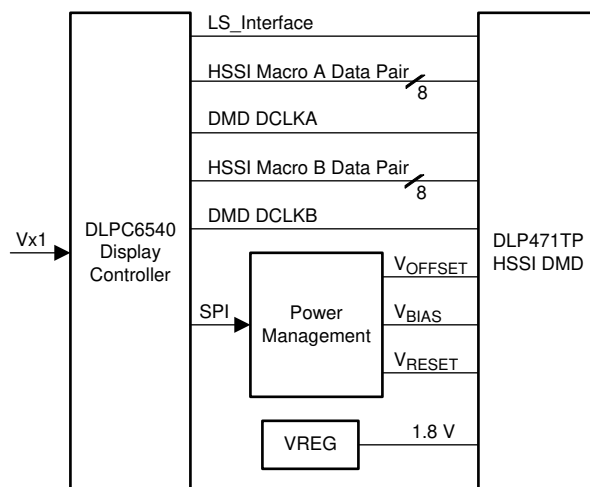 LS_Interface
HSSI Macro A Data Pair
8
DMD DCLKA
HSSI Macro B Data Pair
8
DMD DCLKB
Vx1
DLPC6540
Display
Controller
DLP471TP
HSSI DMD
SPI
Power
Management
VOFFSET
VBIAS
VRESET
VREG
1.8 V